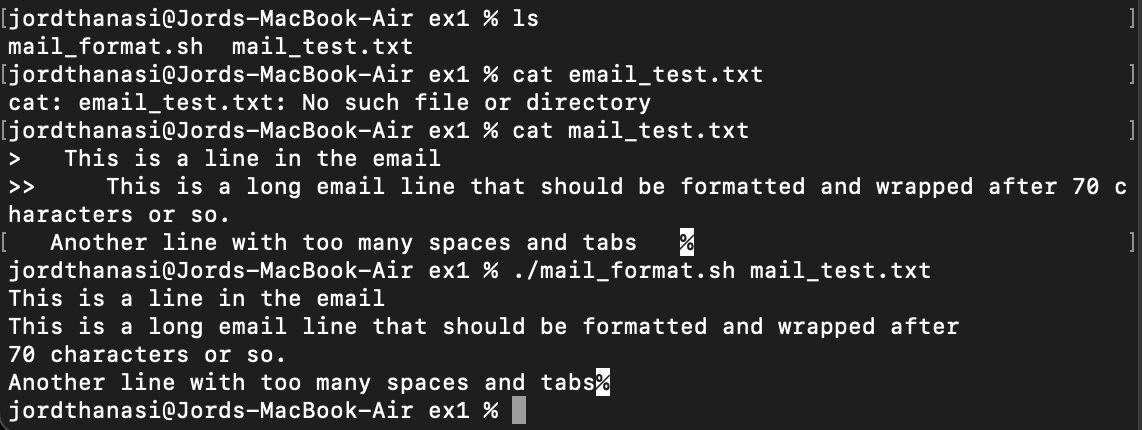 [jordthanasi@Jords-MacBook-Air ex1 % ls ]
mail_format.sh  mail_test.txt
[jordthanasi@Jords-MacBook-Air ex1 % cat email_test.txt ]
cat: email_test.txt: No such file or directory
[jordthanasi@Jords-MacBook-Air ex1 % cat mail_test.txt ]
>   This is a line in the email
>>     This is a long email line that should be formatted and wrapped after 70 c
haracters or so.
[   Another line with too many spaces and tabs   % ]
jordthanasi@Jords-MacBook-Air ex1 % ./mail_format.sh mail_test.txt
This is a line in the email
This is a long email line that should be formatted and wrapped after
70 characters or so.
Another line with too many spaces and tabs%
jordthanasi@Jords-MacBook-Air ex1 %